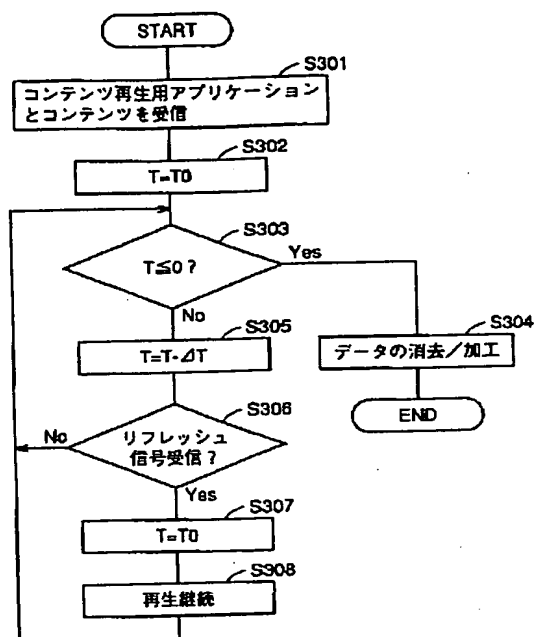 START
S301
コンテンツ再生用アプリケーション
とコンテンツを受信
S302
T=T0
S303
T≦0？
Yes
No
S304
データの消去／加工
END
S305
T=T-ΔT
S306
リフレッシュ
信号受信？
No
Yes
S307
T=T0
S308
再生継続